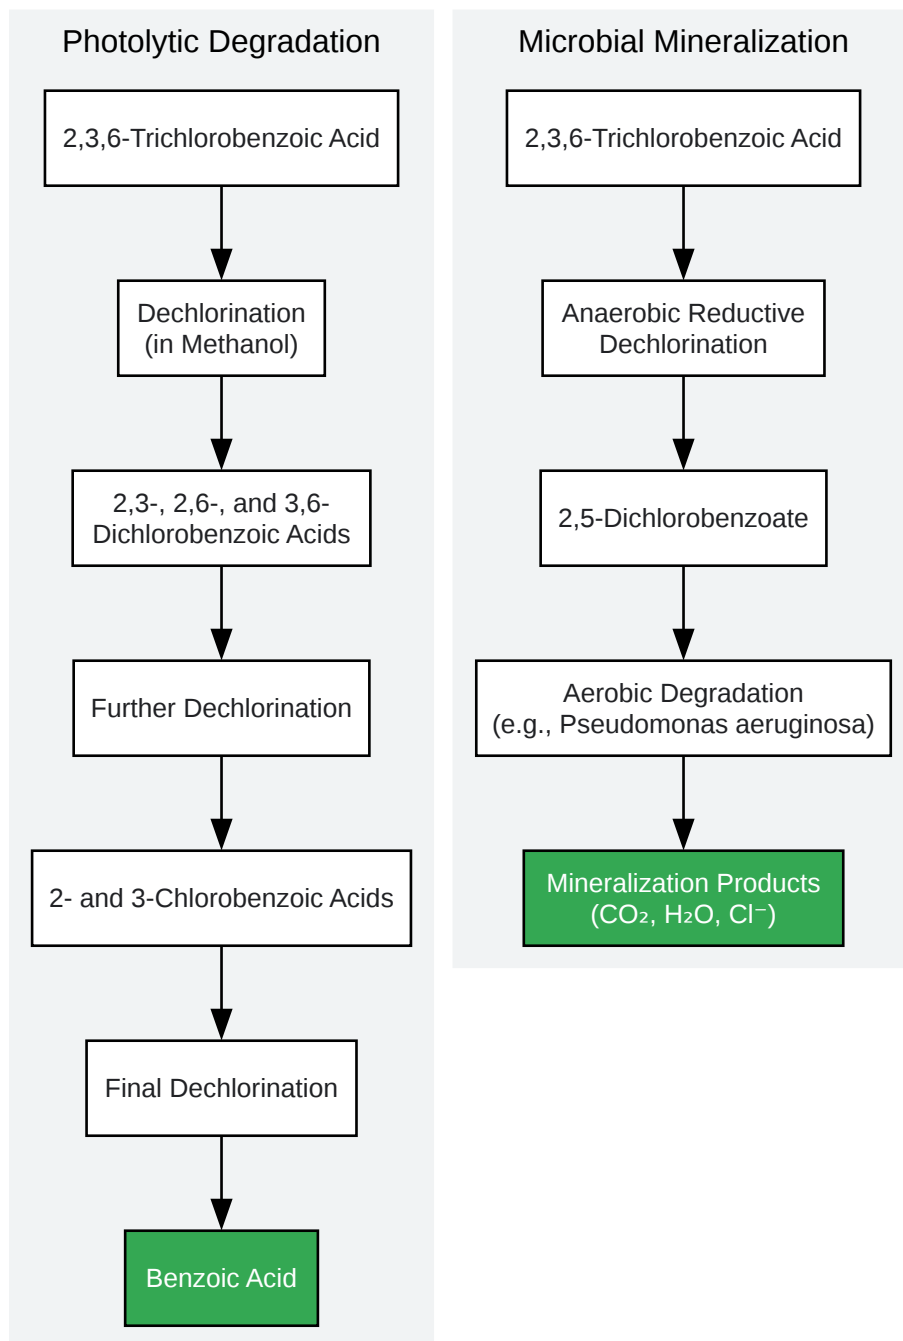 Photolytic Degradation
2,3,6-Trichlorobenzoic Acid
Dechlorination
(in Methanol)
2,3-, 2,6-, and 3,6-
Dichlorobenzoic Acids
Further Dechlorination
2- and 3-Chlorobenzoic Acids
Final Dechlorination
Benzoic Acid
Microbial Mineralization
2,3,6-Trichlorobenzoic Acid
Anaerobic Reductive
Dechlorination
2,5-Dichlorobenzoate
Aerobic Degradation
(e.g., Pseudomonas aeruginosa)
Mineralization Products
(CO₂, H₂O, Cl⁻)